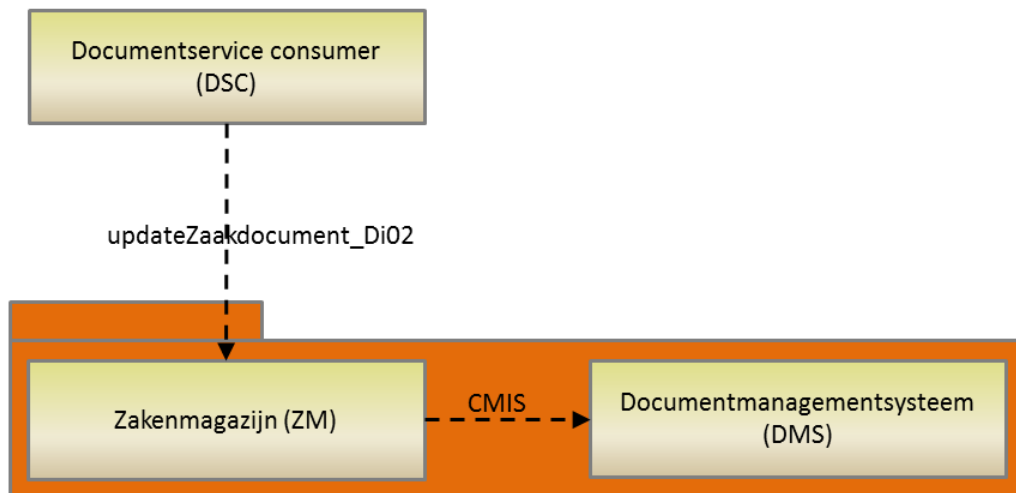 Documentservice consumer
(DSC)
updateZaakdocument_Di02
Zakenmagazijn (ZM)
CMIS
Documentmanagementsysteem
(DMS)